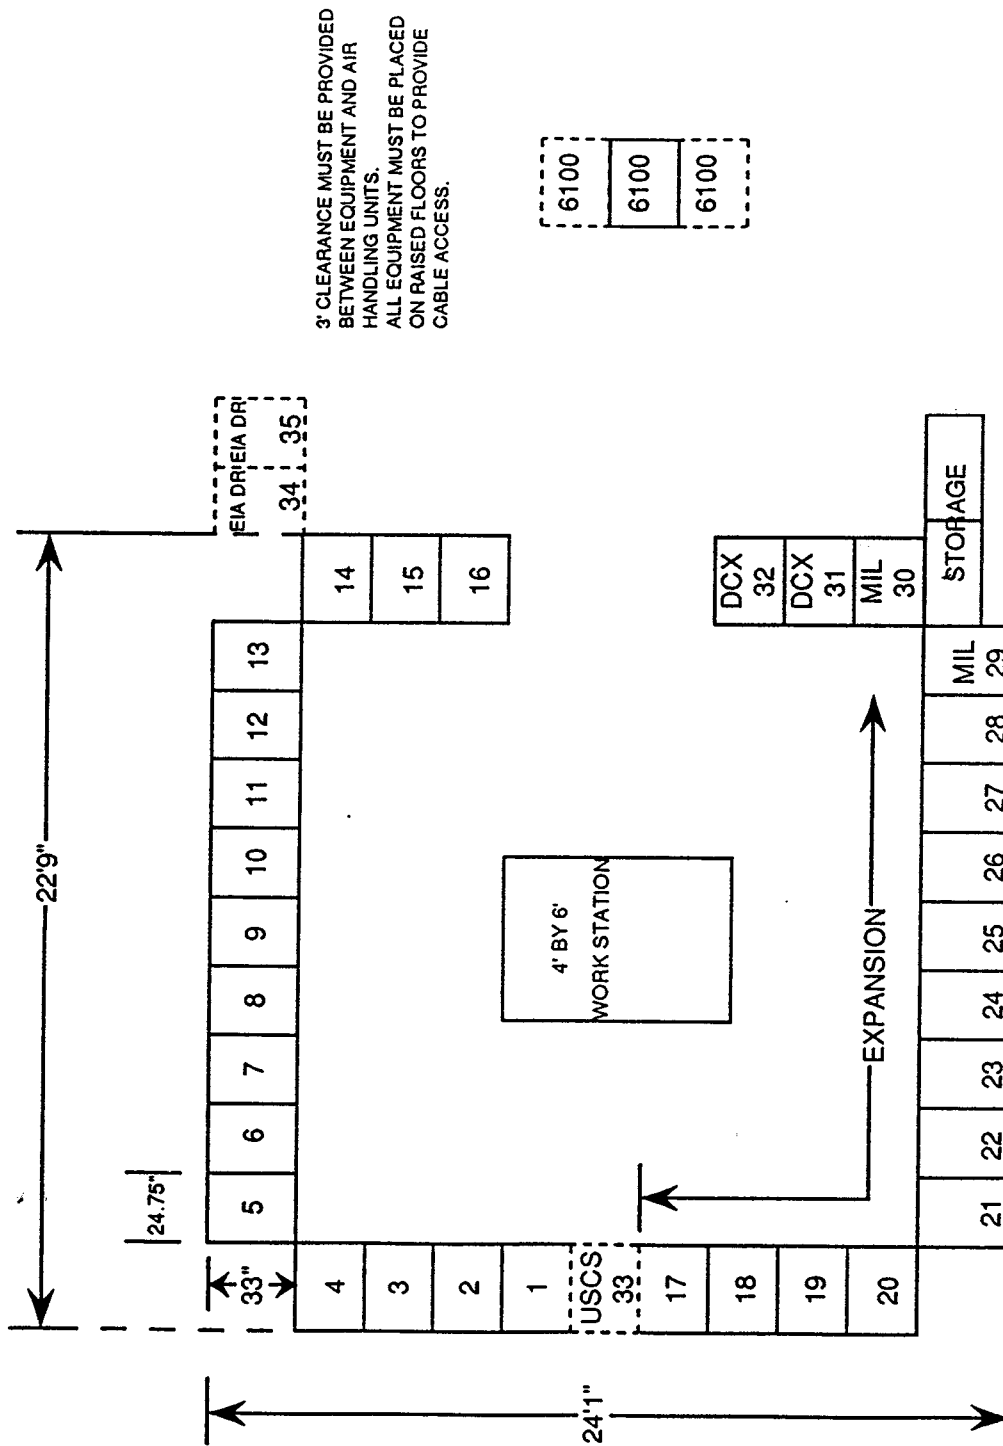 3' CLEARANCE MUST BE PROVIDED
BETWEEN EQUIPMENT AND AIR
HANDLING UNITS.
ALL EQUIPMENT MUST BE PLACED
ON RAISED FLOORS TO PROVIDE
CABLE ACCESS.
6100
6100
6100
22'9"
EIA DR
34
EIA DR
35
24.75"
33"
5
6
7
8
9
10
11
12
13
14
15
16
4
3
2
1
USCS
33
17
18
19
20
4' BY 6'
WORK STATION
EXPANSION
DCX
32
DCX
31
MIL
30
STORAGE
21
22
23
24
25
26
27
28
MIL
29
24'1"